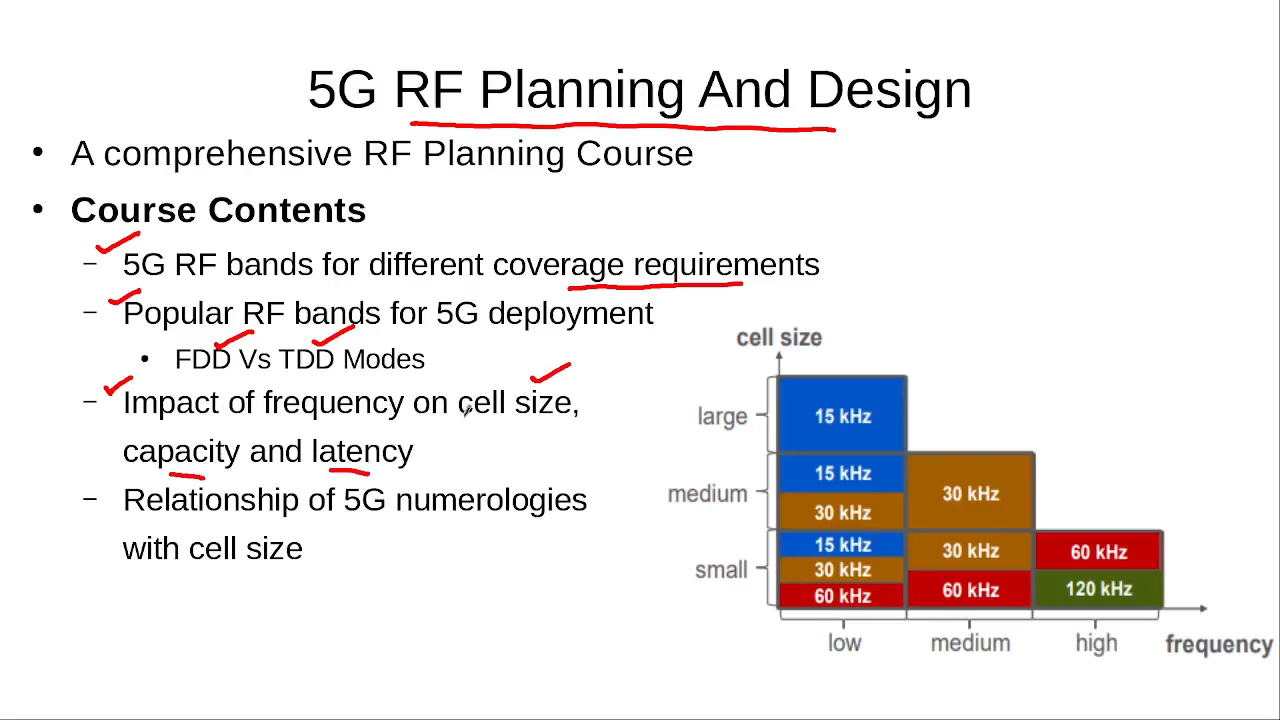 5G RF Planning And Design
• A comprehensive RF Planning Course
• Course Contents
– 5G RF bands for different coverage requirements
– Popular RF bands for 5G deployment
• FDD Vs TDD Modes
– Impact of frequency on cell size,
capacity and latency
– Relationship of 5G numerologies
with cell size
cell size
large
15 kHz
medium
15 kHz
30 kHz
30 kHz
small
15 kHz
30 kHz
60 kHz
30 kHz
60 kHz
60 kHz
120 kHz
low
medium
high
frequency